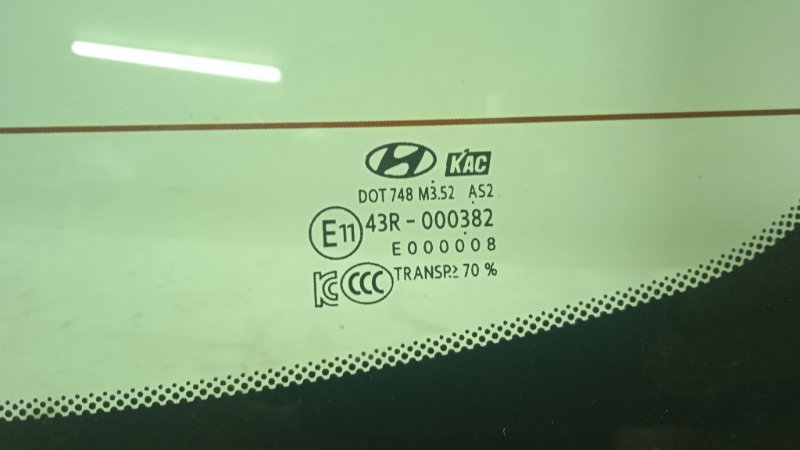 KAC
DOT 748 M3.52 AS2
E11 43R - 000382
E000008
KC CCC TRANSP.≥ 70 %